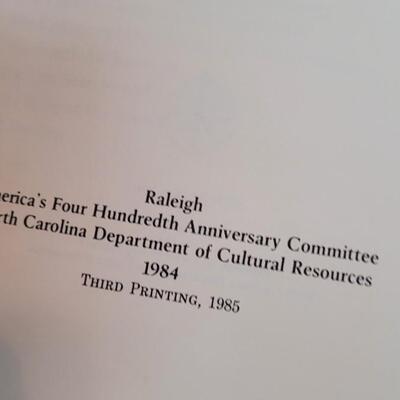 Raleigh
erica's Four Hundredth Anniversary Committee
rth Carolina Department of Cultural Resources
1984
THIRD PRINTING, 1985